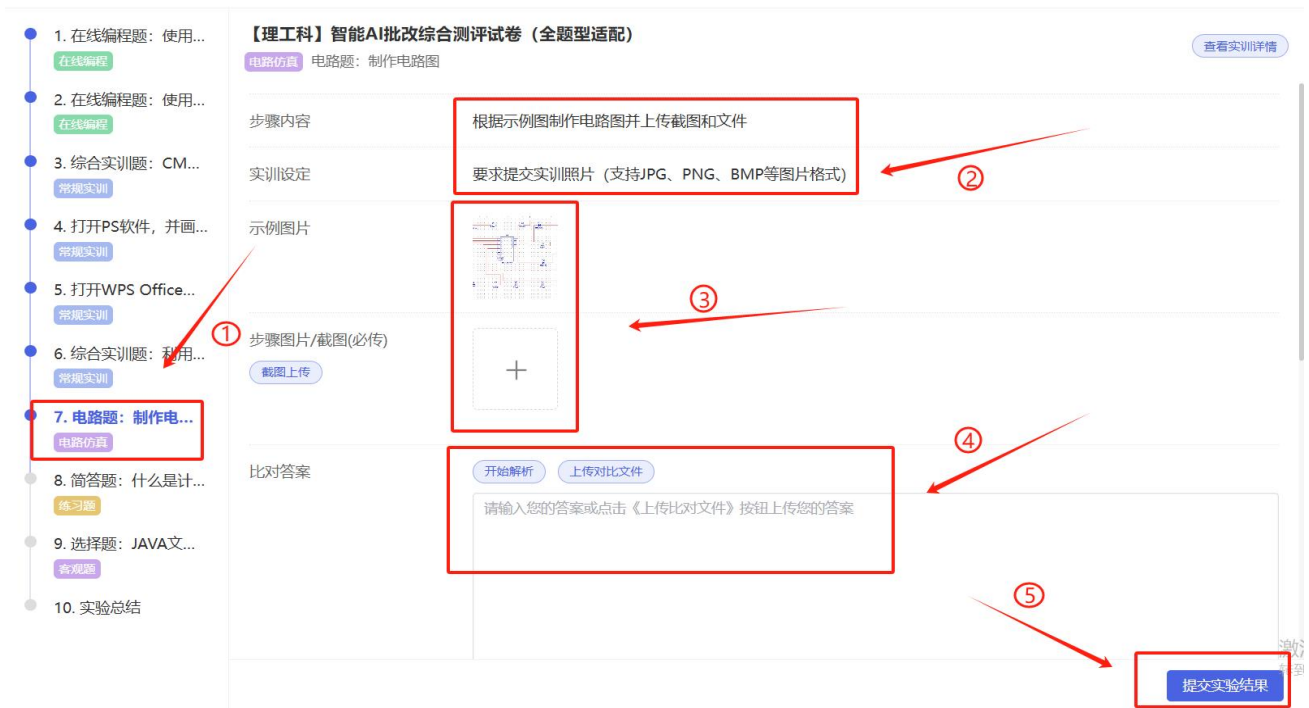 1. 在线编程题：使用...
在线编程
2. 在线编程题：使用...
在线编程
3. 综合实训题：CM...
常规实训
4. 打开PS软件，并画...
常规实训
5. 打开WPS Office...
常规实训
6. 综合实训题：利用...
常规实训
7. 电路题：制作电...
电路仿真
8. 简答题：什么是计...
练习题
9. 选择题：JAVA文...
客观题
10. 实验总结
【理工科】智能AI批改综合测评试卷（全题型适配）
查看实训详情
电路仿真 电路题：制作电路图
步骤内容 根据示例图制作电路图并上传截图和文件
实训设定 要求提交实训照片（支持JPG、PNG、BMP等图片格式）
②
示例图片
③
①
步骤图片/截图(必传)
截图上传
④
比对答案 开始解析 上传对比文件
请输入您的答案或点击《上传比对文件》按钮上传您的答案
⑤
提交实验结果